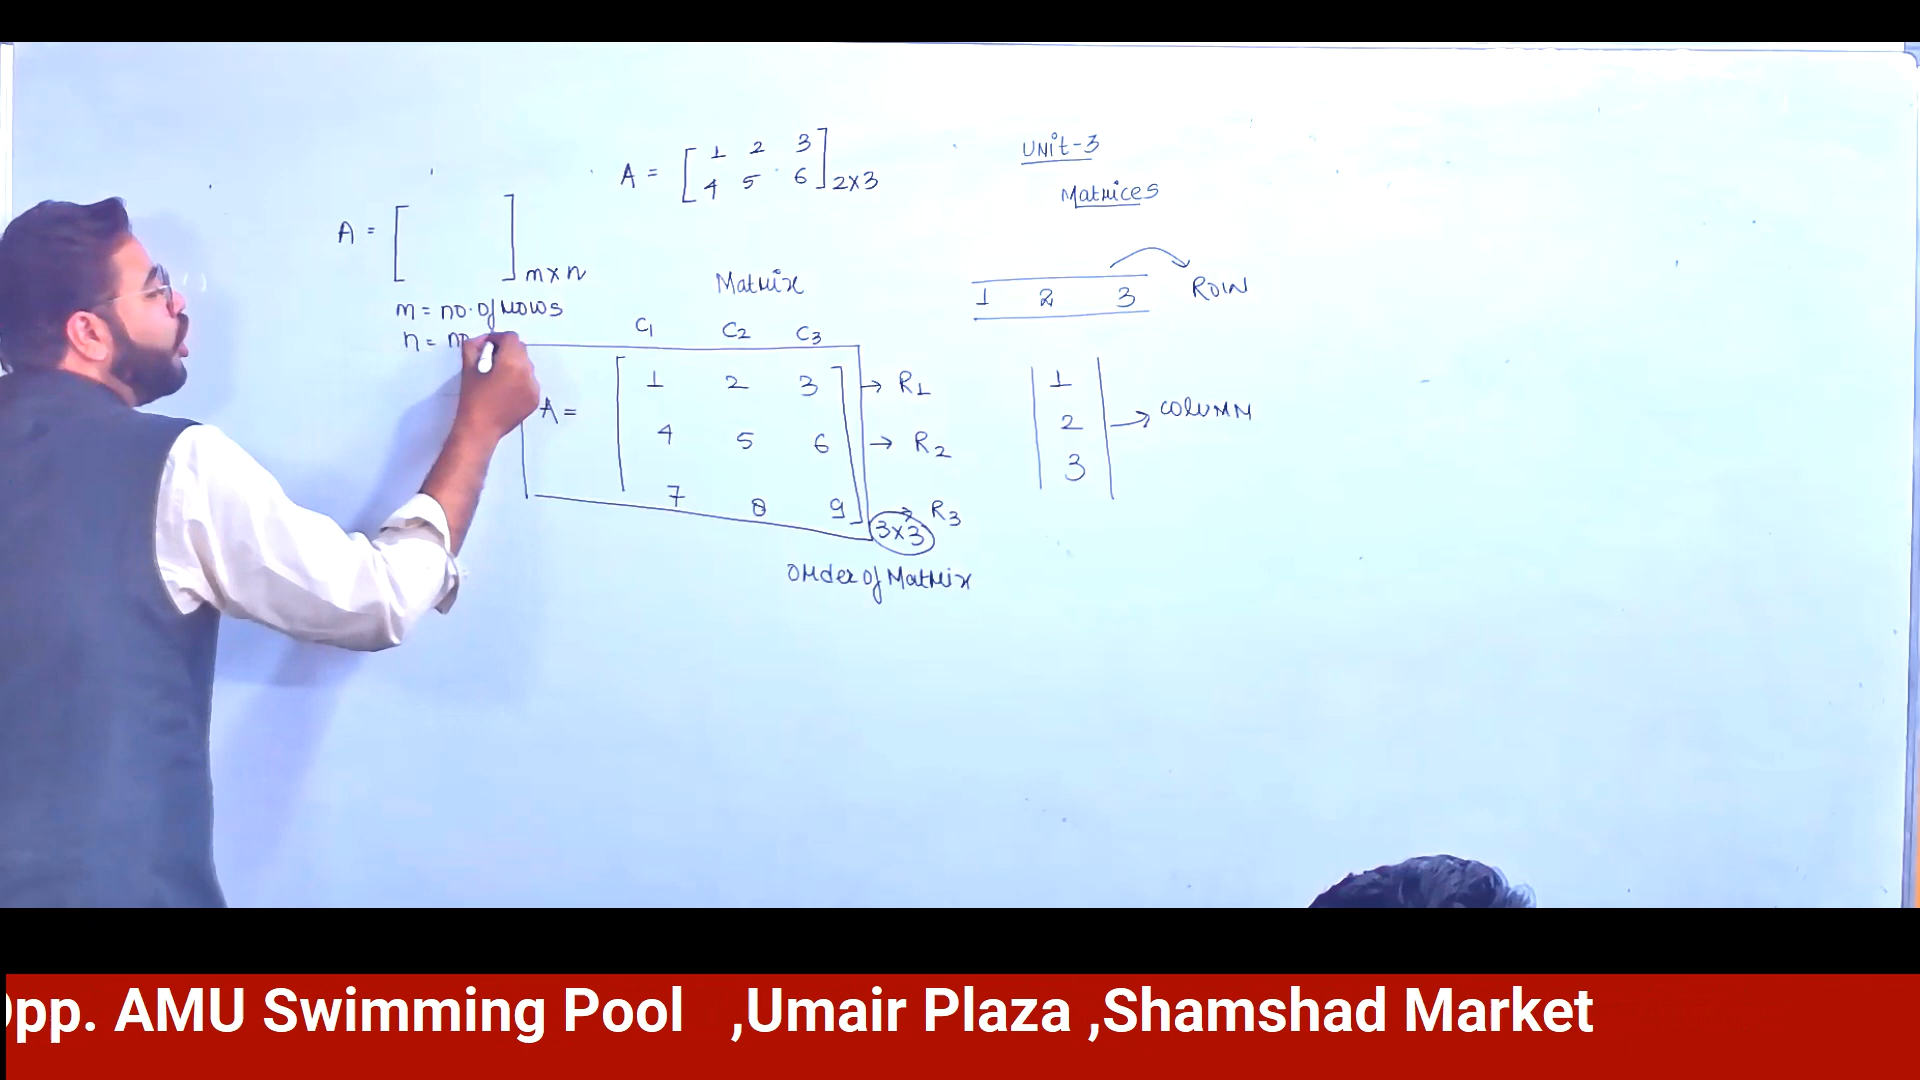 UNit-3
Matrices
A = [ 1 2 3
4 5 6 ] 2x3
A = [ ] m x n
m = no. of rows
n = no
Matrix
C1 C2 C3
A =
1 2 3 → R1
4 5 6 → R2
7 8 9 → R3
3x3
Order of Matrix
1 2 3
ROW
1
2
3
→ COLUMN
pp. AMU Swimming Pool ,Umair Plaza ,Shamshad Market